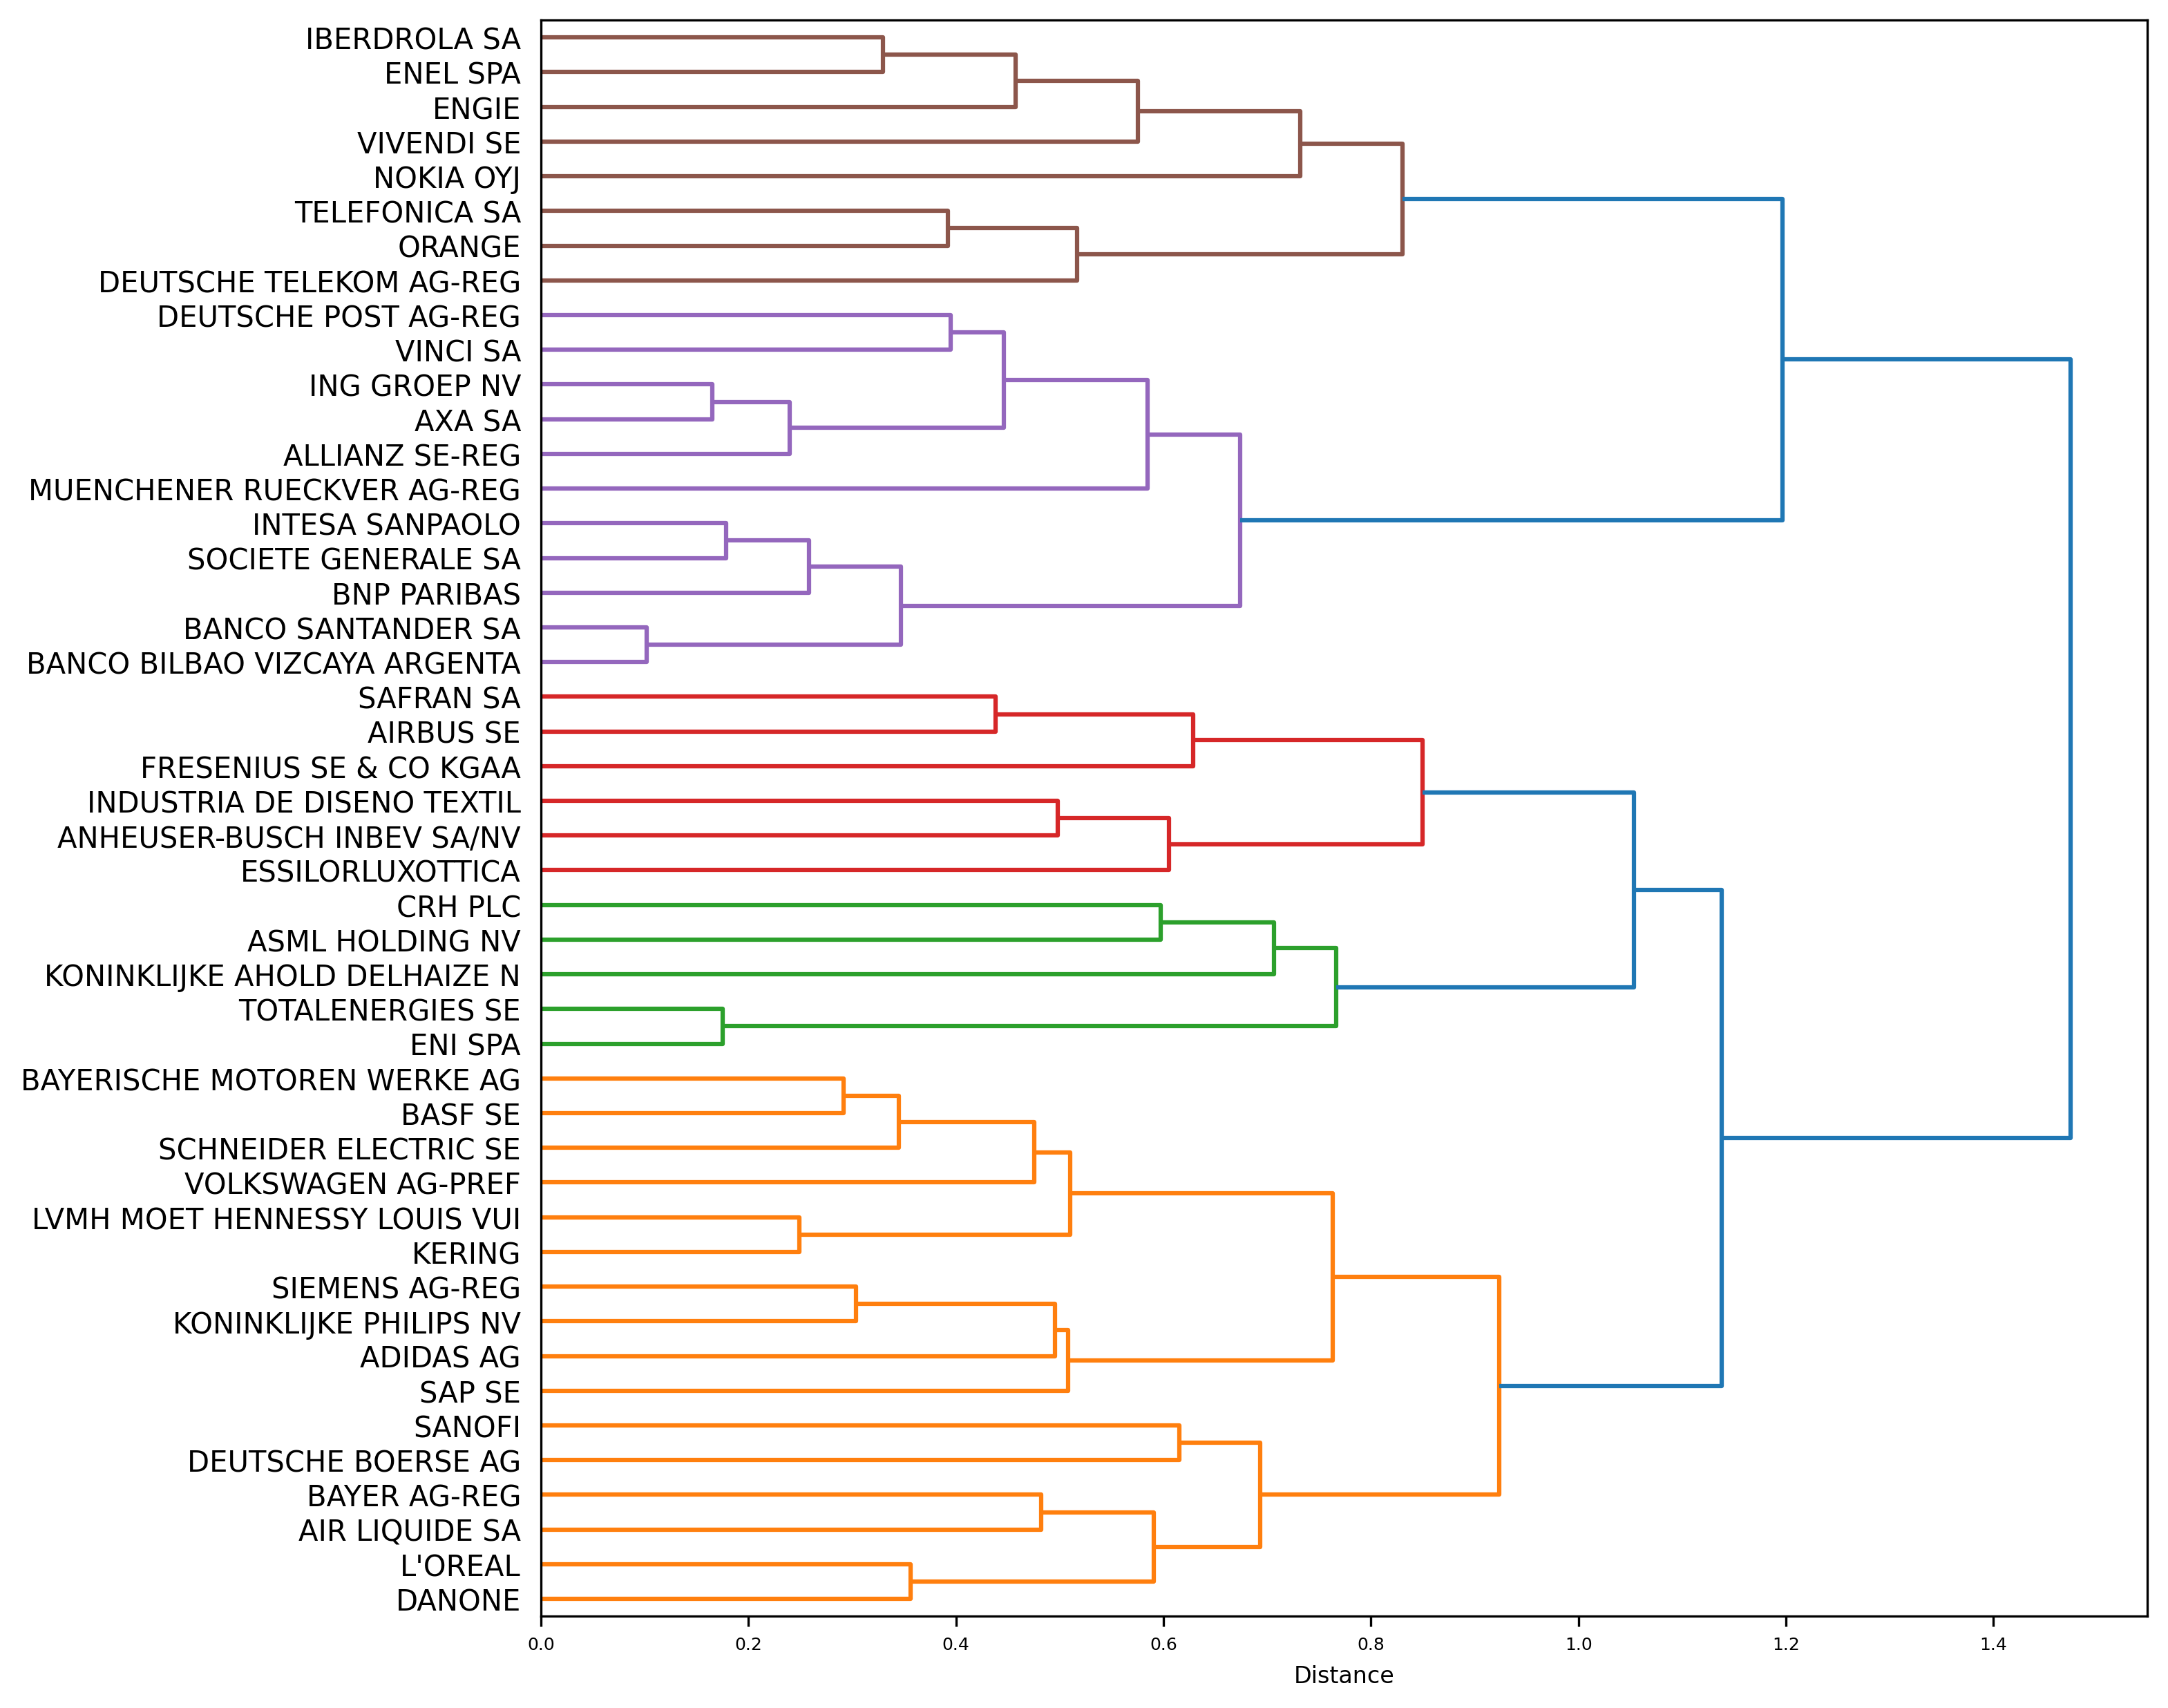 IBERDROLA SA
ENEL SPA
ENGIE
VIVENDI SE
NOKIA OYJ
TELEFONICA SA
ORANGE
DEUTSCHE TELEKOM AG-REG
DEUTSCHE POST AG-REG
VINCI SA
ING GROEP NV
AXA SA
ALLIANZ SE-REG
MUENCHENER RUECKVER AG-REG
INTESA SANPAOLO
SOCIETE GENERALE SA
BNP PARIBAS
BANCO SANTANDER SA
BANCO BILBAO VIZCAYA ARGENTA
SAFRAN SA
AIRBUS SE
FRESENIUS SE & CO KGAA
INDUSTRIA DE DISENO TEXTIL
ANHEUSER-BUSCH INBEV SA/NV
ESSILORLUXOTTICA
CRH PLC
ASML HOLDING NV
KONINKLIJKE AHOLD DELHAIZE N
TOTALENERGIES SE
ENI SPA
BAYERISCHE MOTOREN WERKE AG
BASF SE
SCHNEIDER ELECTRIC SE
VOLKSWAGEN AG-PREF
LVMH MOET HENNESSY LOUIS VUI
KERING
SIEMENS AG-REG
KONINKLIJKE PHILIPS NV
ADIDAS AG
SAP SE
SANOFI
DEUTSCHE BOERSE AG
BAYER AG-REG
AIR LIQUIDE SA
L'OREAL
DANONE
0.0 0.2 0.4 0.6 0.8 1.0 1.2 1.4
Distance